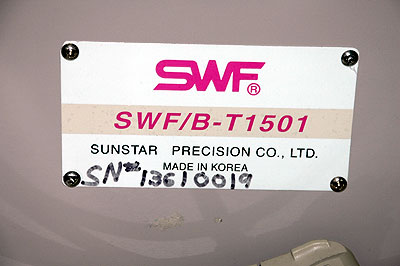 SWF®
SWF/B-T1501
SUNSTAR PRECISION CO., LTD.
MADE IN KOREA
SN 13610019